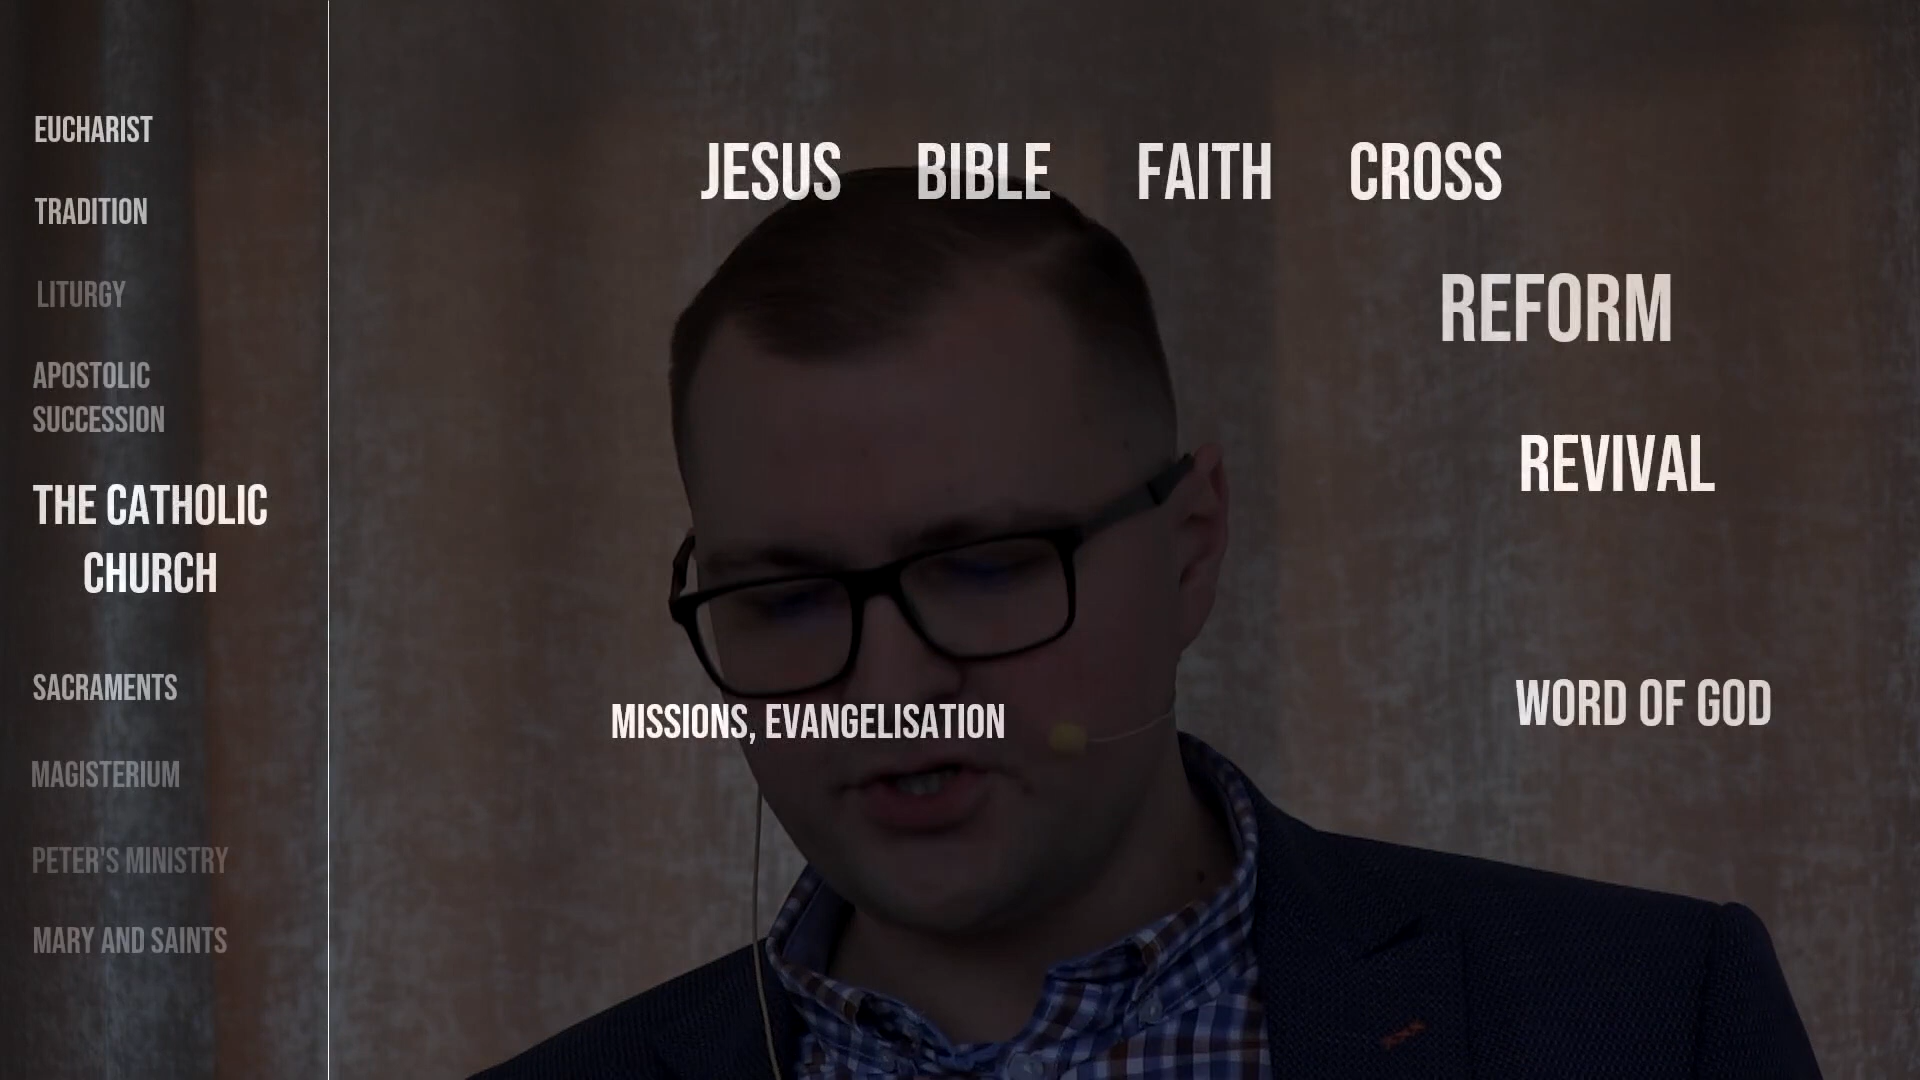 EUCHARIST
TRADITION
LITURGY
APOSTOLIC
SUCCESSION
THE CATHOLIC
CHURCH
SACRAMENTS
MAGISTERIUM
PETER'S MINISTRY
MARY AND SAINTS
JESUS BIBLE FAITH CROSS
REFORM
REVIVAL
WORD OF GOD
MISSIONS, EVANGELISATION